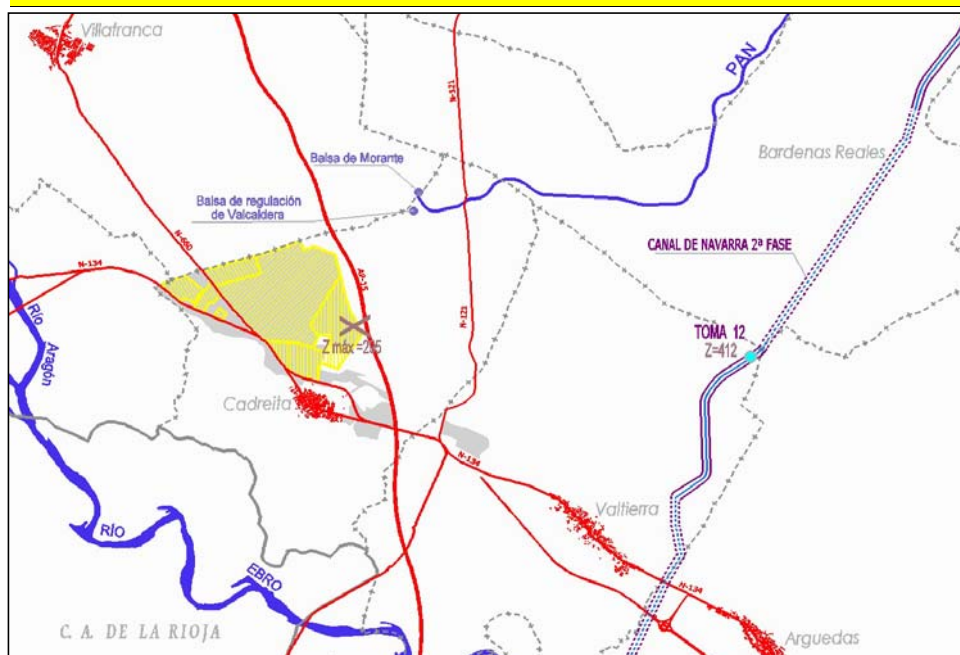 Villafranca
PAN
N-121
Bardenas Reales
Balsa de Morante
Balsa de regulación
de Valcaldera
N-660
CANAL DE NAVARRA 2ª FASE
N-134
AP-15
N-121
TOMA 12
Z=412
Río
Aragón
Z máx
Cadreita
N-134
Valtierra
RÍO
EBRO
N-134
C. A. DE LA RIOJA
Arguedas